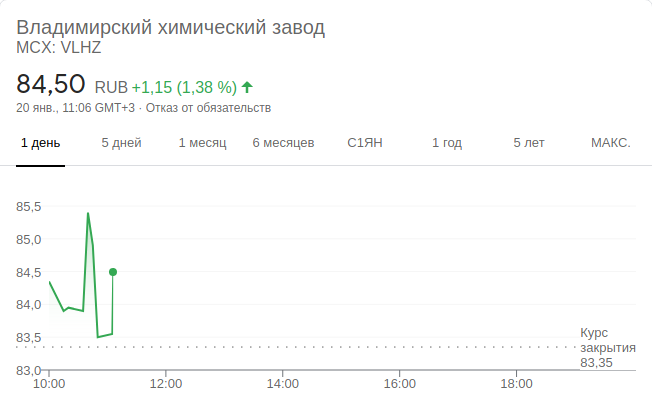 Владимирский химический завод
MCX: VLHZ
84,50 RUB +1,15 (1,38 %)
20 янв., 11:06 GMT+3 · Отказ от обязательств
1 день 5 дней 1 месяц 6 месяцев С1ЯН 1 год 5 лет МАКС.
85,5
85,0
84,5
84,0
83,5
83,0
Курс
закрытия
83,35
10:00 12:00 14:00 16:00 18:00